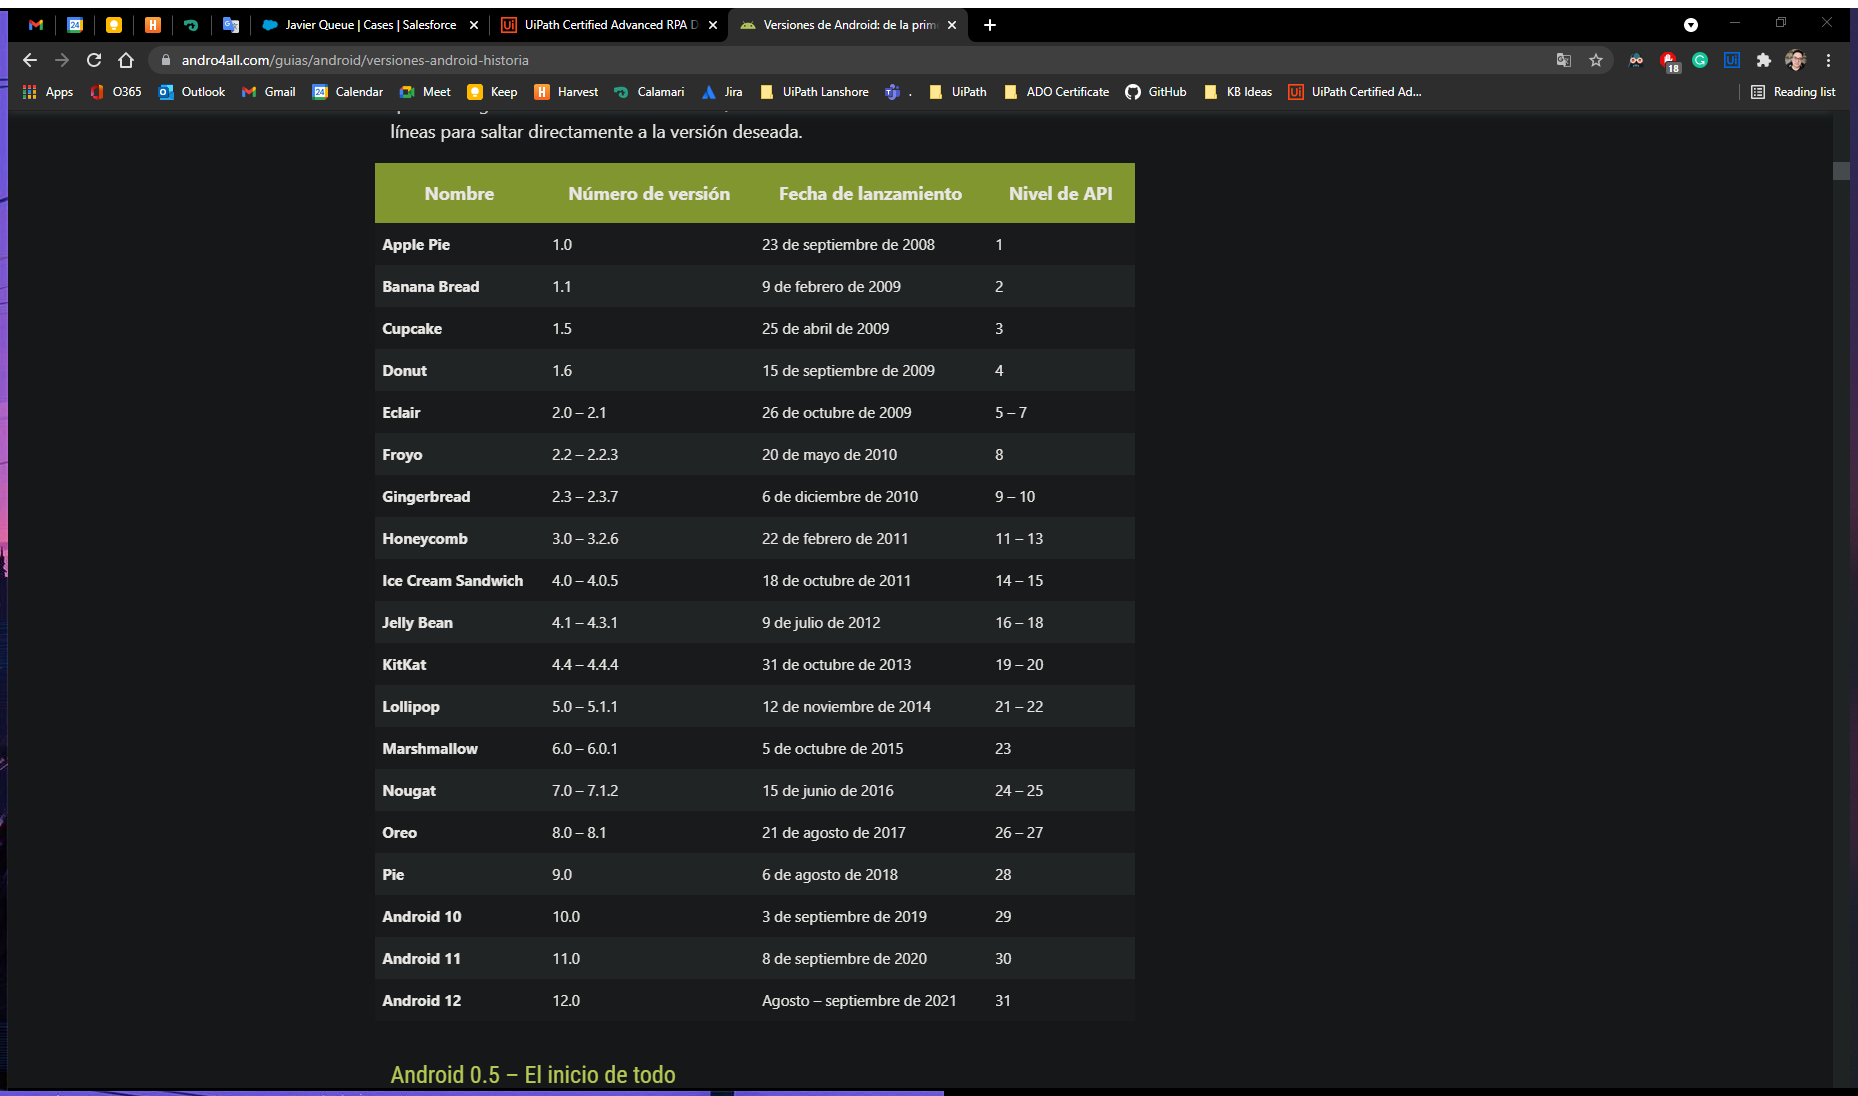 Javier Queue | Cases | Salesforce
UiPath Certified Advanced RPA D
Versiones de Android: de la prim
andro4all.com/guias/android/versiones-android-historia
18
Apps O365 Outlook Gmail 24 Calendar Meet Keep Harvest Calamari Jira UiPath Lanshore . UiPath ADO Certificate GitHub KB Ideas UiPath Certified Ad... Reading list
líneas para saltar directamente a la versión deseada.
Nombre Número de versión Fecha de lanzamiento Nivel de API
Apple Pie 1.0 23 de septiembre de 2008 1
Banana Bread 1.1 9 de febrero de 2009 2
Cupcake 1.5 25 de abril de 2009 3
Donut 1.6 15 de septiembre de 2009 4
Eclair 2.0 – 2.1 26 de octubre de 2009 5 – 7
Froyo 2.2 – 2.2.3 20 de mayo de 2010 8
Gingerbread 2.3 – 2.3.7 6 de diciembre de 2010 9 – 10
Honeycomb 3.0 – 3.2.6 22 de febrero de 2011 11 – 13
Ice Cream Sandwich 4.0 – 4.0.5 18 de octubre de 2011 14 – 15
Jelly Bean 4.1 – 4.3.1 9 de julio de 2012 16 – 18
KitKat 4.4 – 4.4.4 31 de octubre de 2013 19 – 20
Lollipop 5.0 – 5.1.1 12 de noviembre de 2014 21 – 22
Marshmallow 6.0 – 6.0.1 5 de octubre de 2015 23
Nougat 7.0 – 7.1.2 15 de junio de 2016 24 – 25
Oreo 8.0 – 8.1 21 de agosto de 2017 26 – 27
Pie 9.0 6 de agosto de 2018 28
Android 10 10.0 3 de septiembre de 2019 29
Android 11 11.0 8 de septiembre de 2020 30
Android 12 12.0 Agosto – septiembre de 2021 31
Android 0.5 – El inicio de todo